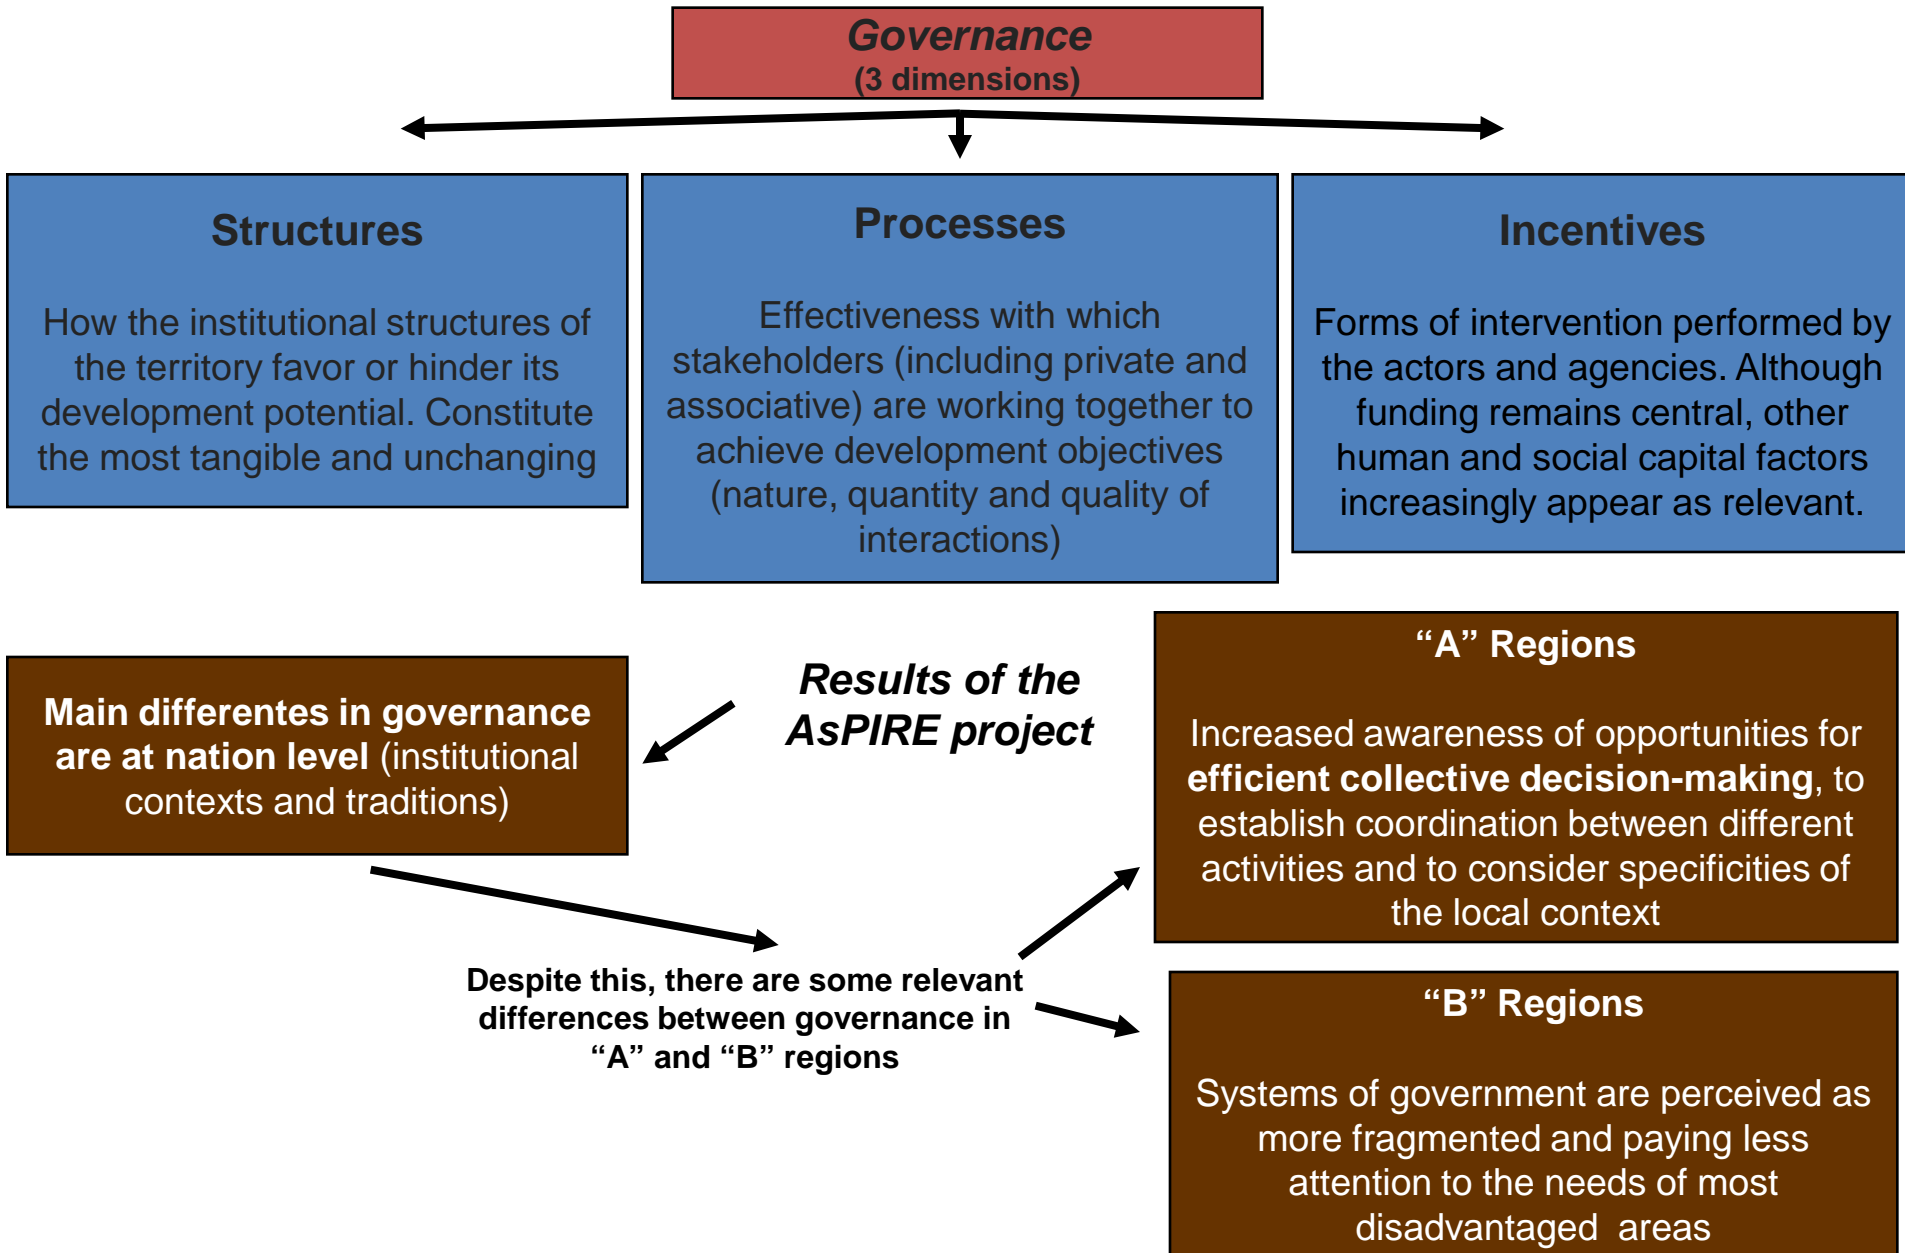 Governance
(3 dimensions)
Structures
How the institutional structures of
the territory favor or hinder its
development potential. Constitute
the most tangible and unchanging
Processes
Effectiveness with which
stakeholders (including private and
associative) are working together to
achieve development objectives
(nature, quantity and quality of
interactions)
Incentives
Forms of intervention performed by
the actors and agencies. Although
funding remains central, other
human and social capital factors
increasingly appear as relevant.
Results of the
AsPIRE project
Main differentes in governance
are at nation level (institutional
contexts and traditions)
Despite this, there are some relevant
differences between governance in
“A” and “B” regions
“A” Regions
Increased awareness of opportunities for
efficient collective decision-making, to
establish coordination between different
activities and to consider specificities of
the local context
“B” Regions
Systems of government are perceived as
more fragmented and paying less
attention to the needs of most
disadvantaged  areas